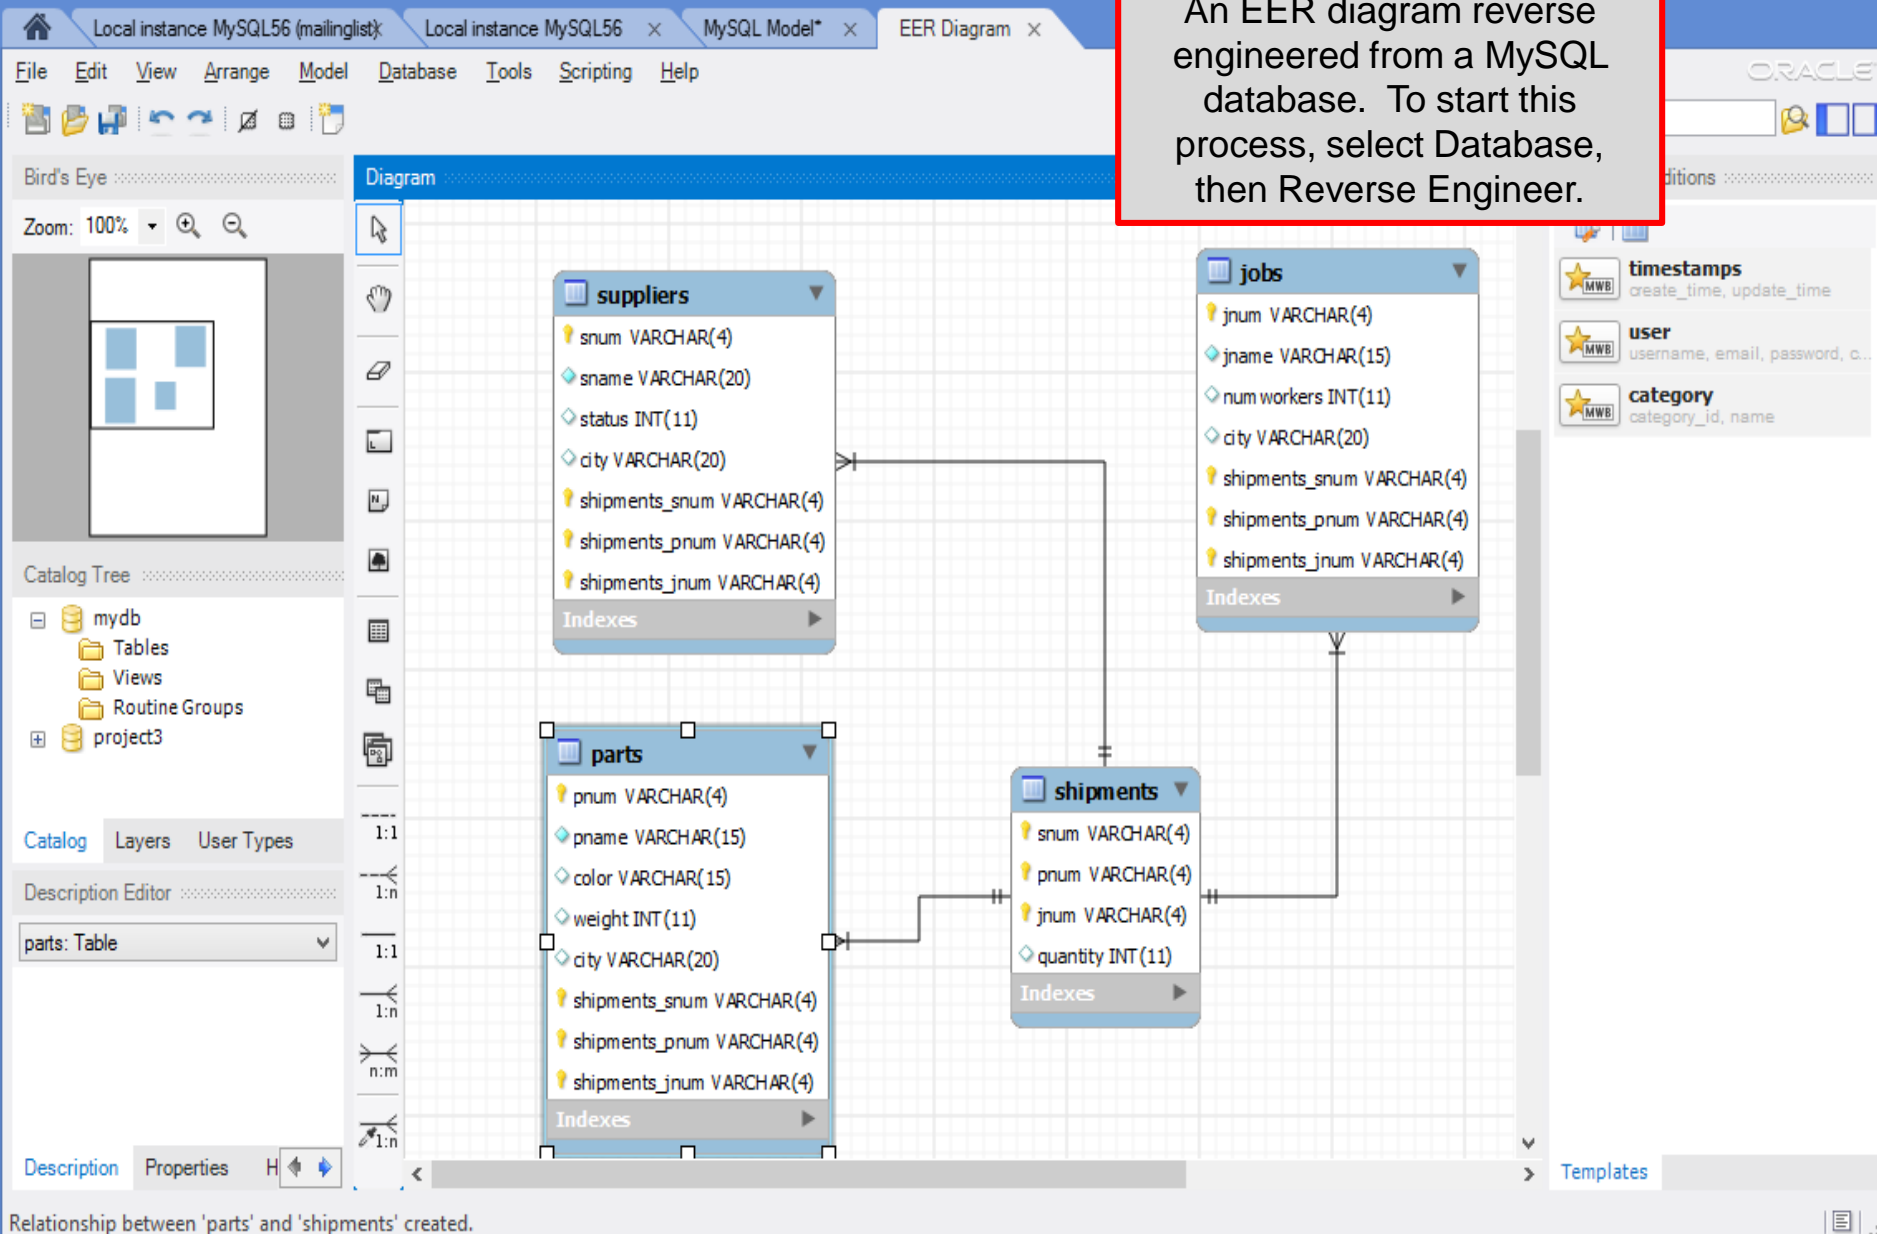 An EER diagram reverse
engineered from a MySQL
database. To start this
process, select Database,
then Reverse Engineer.
Local instance MySQL56 (mailinglist)
Local instance MySQL56
MySQL Model*
EER Diagram
File Edit View Arrange Model Database Tools Scripting Help
ORACLE
Bird's Eye
Zoom: 100%
Diagram
ditions
timestamps
create_time, update_time
user
username, email, password, c...
category
category_id, name
suppliers
snum VARCHAR(4)
sname VARCHAR(20)
status INT(11)
city VARCHAR(20)
shipments_snum VARCHAR(4)
shipments_pnum VARCHAR(4)
shipments_jnum VARCHAR(4)
Indexes
jobs
jnum VARCHAR(4)
jname VARCHAR(15)
numworkers INT(11)
city VARCHAR(20)
shipments_snum VARCHAR(4)
shipments_pnum VARCHAR(4)
shipments_jnum VARCHAR(4)
Indexes
parts
pnum VARCHAR(4)
pname VARCHAR(15)
color VARCHAR(15)
weight INT(11)
city VARCHAR(20)
shipments_snum VARCHAR(4)
shipments_pnum VARCHAR(4)
shipments_jnum VARCHAR(4)
Indexes
shipments
snum VARCHAR(4)
pnum VARCHAR(4)
jnum VARCHAR(4)
quantity INT(11)
Indexes
Catalog Tree
mydb
Tables
Views
Routine Groups
project3
Catalog Layers User Types
Description Editor
parts: Table
1:1
1:n
1:1
1:n
n:m
1:n
Description Properties H
Templates
Relationship between 'parts' and 'shipments' created.